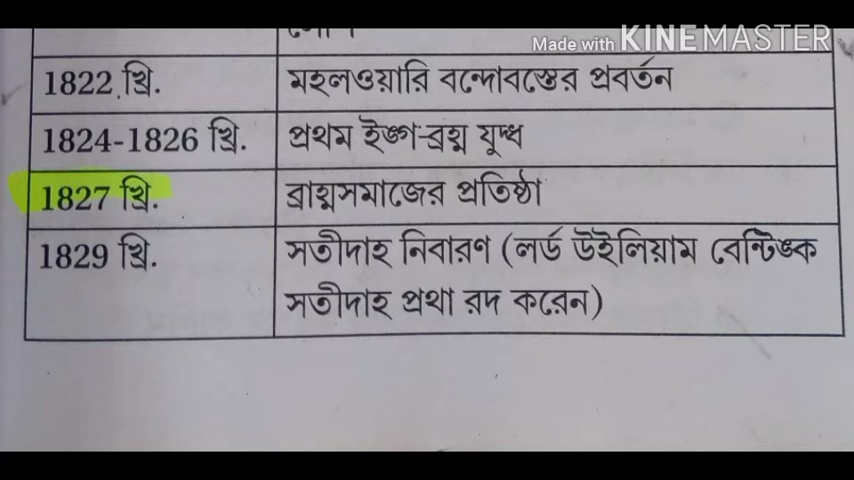 Made with KINEMASTER
1822 খ্রি. মহলওয়ারি বন্দোবস্তের প্রবর্তন
1824-1826 খ্রি. প্রথম ইঙ্গ-ব্রহ্ম যুদ্ধ
1827 খ্রি. ব্রাহ্মসমাজের প্রতিষ্ঠা
1829 খ্রি. সতীদাহ নিবারণ (লর্ড উইলিয়াম বেন্টিঙ্ক
সতীদাহ প্রথা রদ করেন)